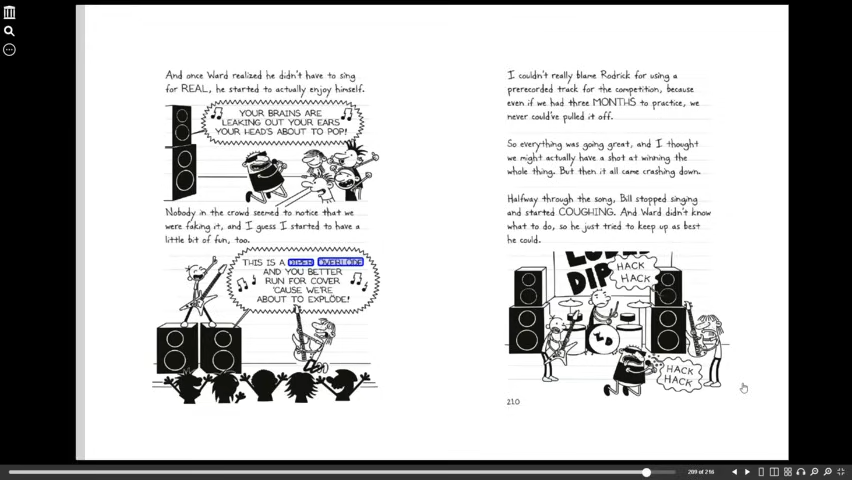 And once Ward realized he didn't have to sing
for REAL, he started to actually enjoy himself.
YOUR BRAINS ARE
LEAKING OUT YOUR EARS
YOUR HEAD'S ABOUT TO POP!
Nobody in the crowd seemed to notice that we
were faking it, and I guess I started to have a
little bit of fun, too.
THIS IS A DIPER ÖVERLÖDE
AND YOU BETTER
RUN FOR COVER
'CAUSE WE'RE
ABOUT TO EXPLÖDE!
I couldn't really blame Rodrick for using a
prerecorded track for the competition, because
even if we had three MONTHS to practice, we
never could've pulled it off.
So everything was going great, and I thought
we might actually have a shot at winning the
whole thing. But then it all came crashing down.
Halfway through the song, Bill stopped singing
and started COUGHING. And Ward didn't know
what to do, so he just tried to keep up as best
he could.
DIP
HACK
HACK
LD
HACK
HACK
210
209 of 216